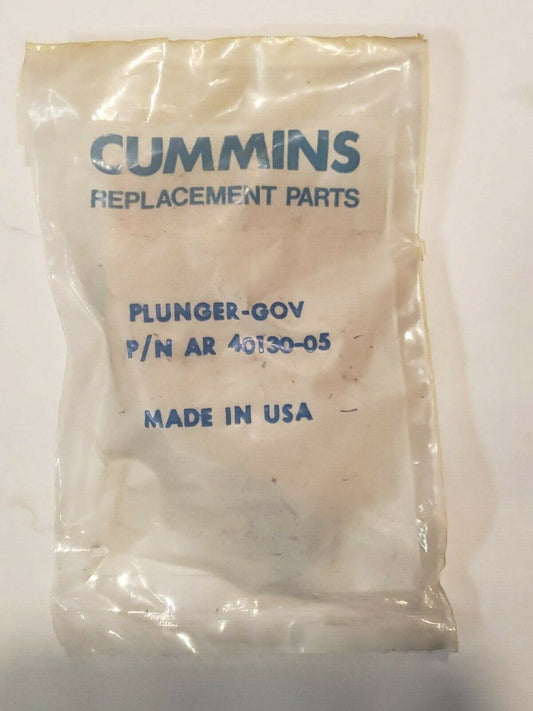 CUMMINS
REPLACEMENT PARTS
PLUNGER-GOV
P/N AR 40130-05
MADE IN USA